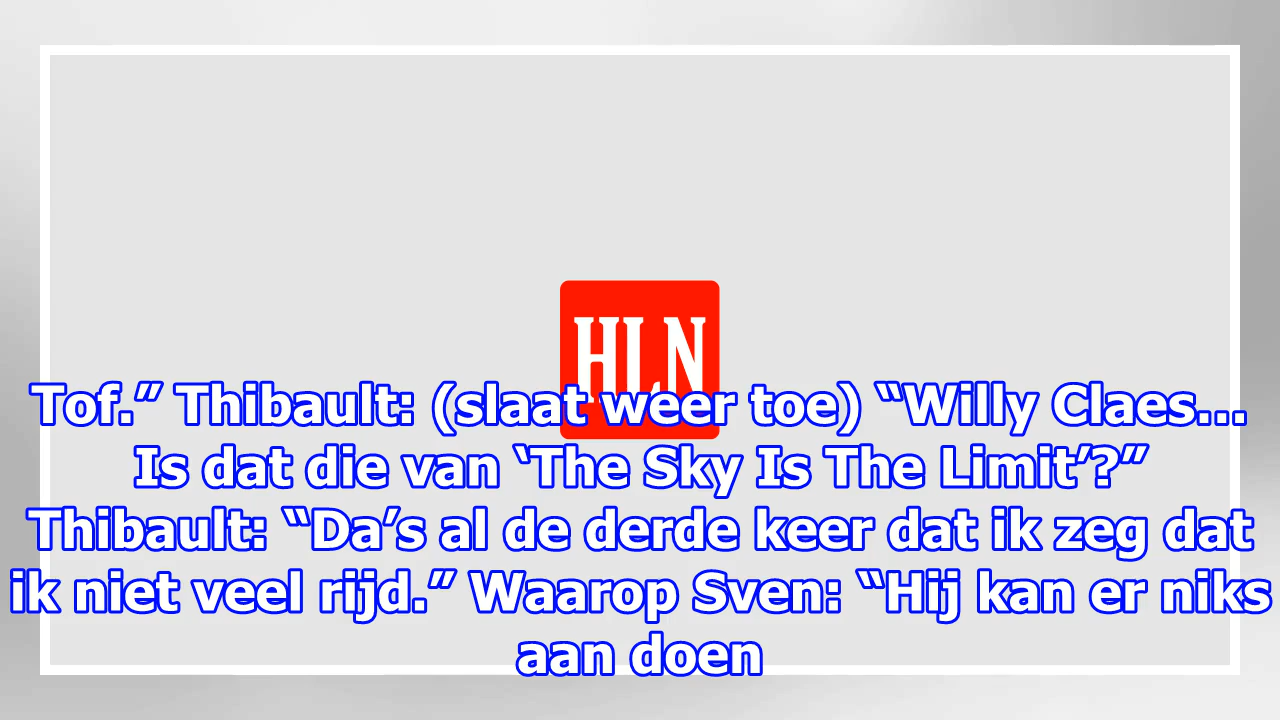 HLN
Tof.” Thibault: (slaat weer toe) “Willy Claes...
Is dat die van ‘The Sky Is The Limit’?”
Thibault: “Da’s al de derde keer dat ik zeg dat
ik niet veel rijd.” Waarop Sven: “Hij kan er niks
aan doen